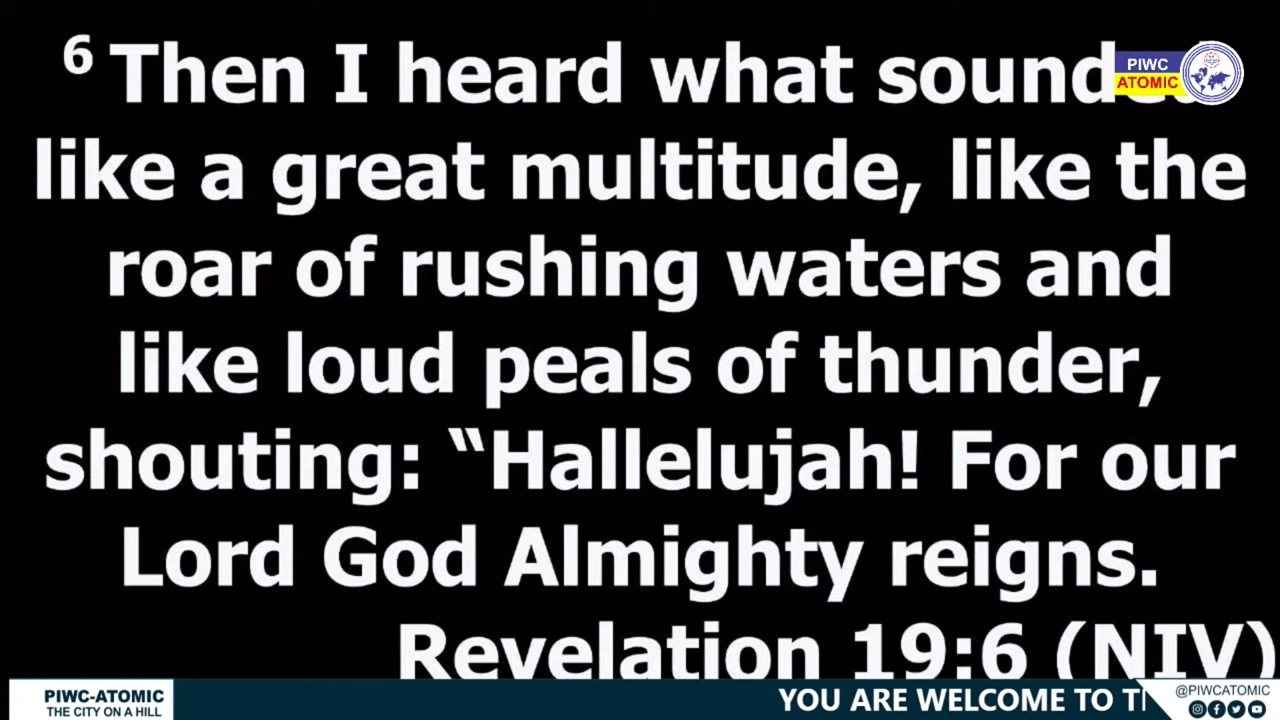 6 Then I heard what sounded
like a great multitude, like the
roar of rushing waters and
like loud peals of thunder,
shouting: “Hallelujah! For our
Lord God Almighty reigns.
Revelation 19:6 (NIV)
PIWC
ATOMIC
PIWC-ATOMIC
THE CITY ON A HILL
YOU ARE WELCOME TO
@PIWCATOMIC